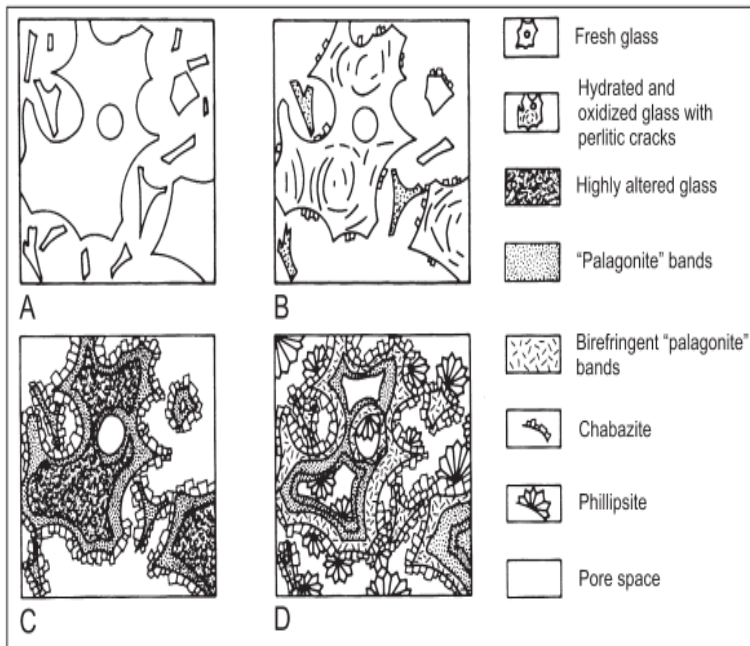 A
B
C
D
Fresh glass
Hydrated and
oxidized glass with
perlitic cracks
Highly altered glass
“Palagonite” bands
Birefringent “palagonite”
bands
Chabazite
Phillipsite
Pore space